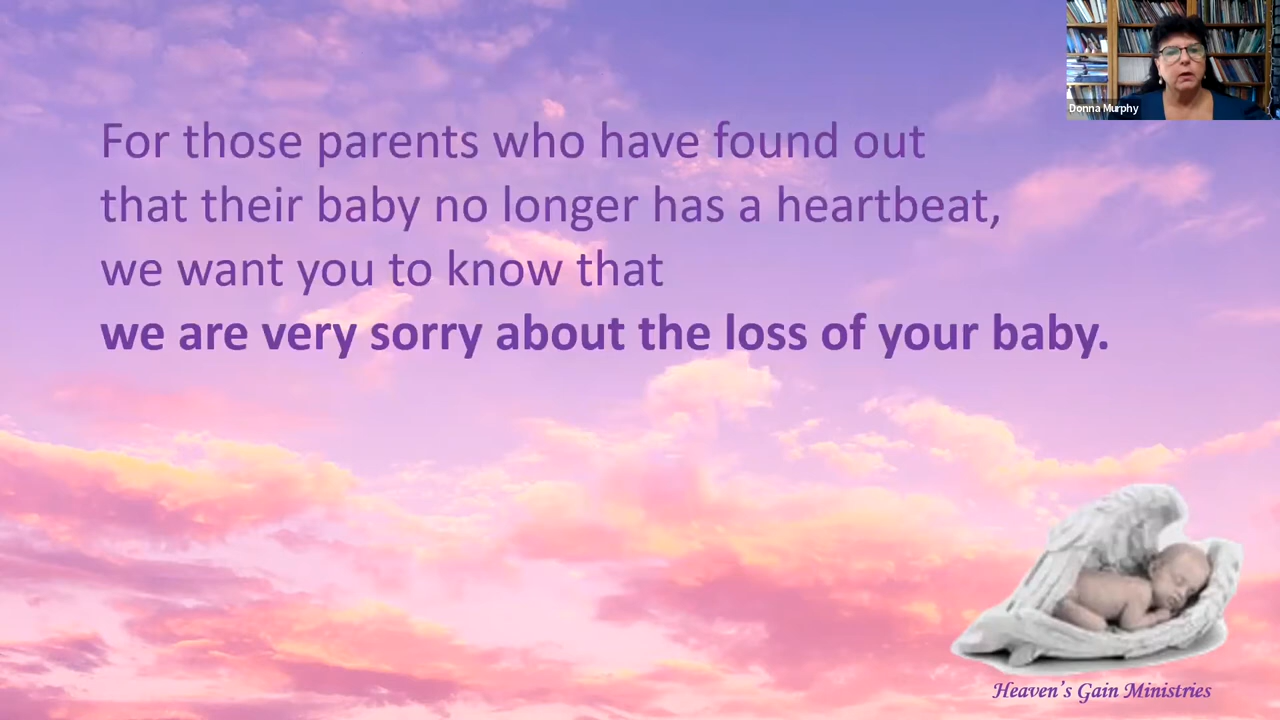 Donna Murphy
For those parents who have found out
that their baby no longer has a heartbeat,
we want you to know that
we are very sorry about the loss of your baby.
Heaven's Gain Ministries